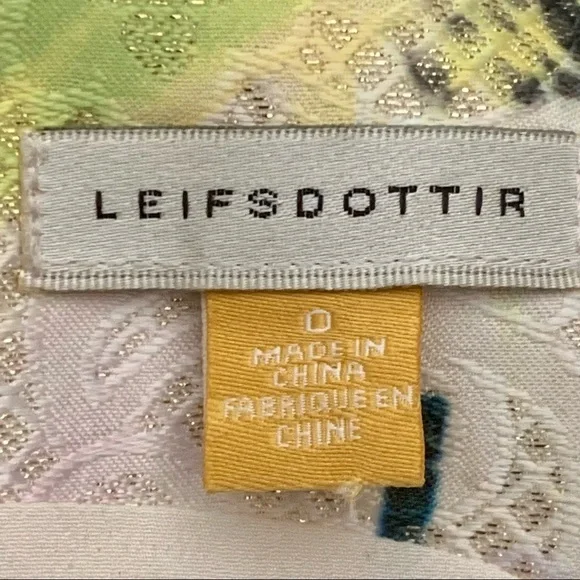 LEIFSDOTTIR
0
MADE IN
CHINA
FABRIQUE EN
CHINE